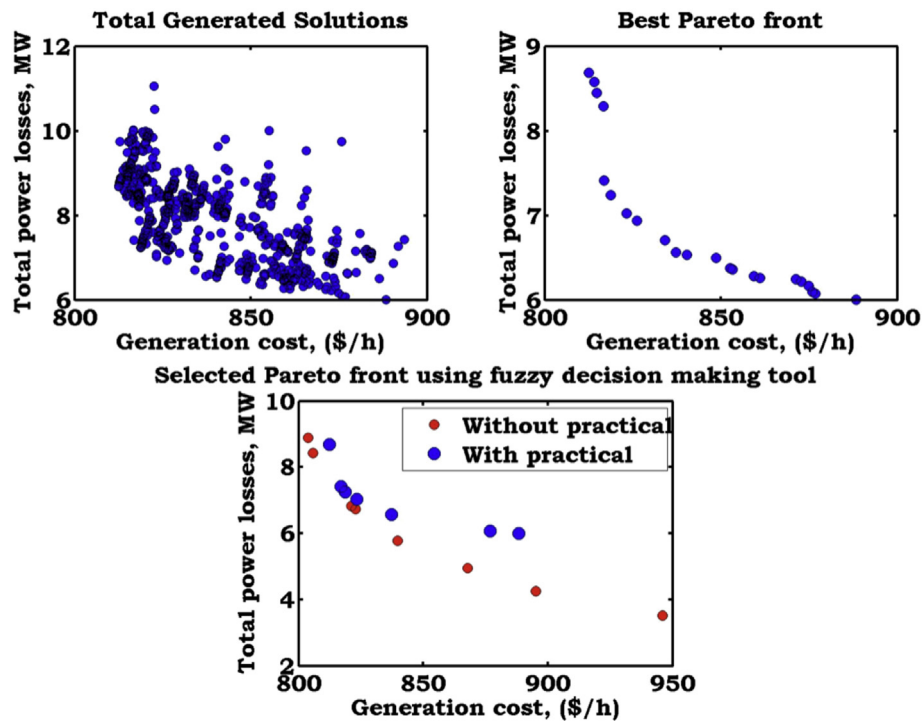 Total Generated Solutions
Total power losses, MW
12
10
8
6
800
850
900
Generation cost, ($/h)
Best Pareto front
Total power losses, MW
9
8
7
6
800
850
900
Generation cost, ($/h)
Selected Pareto front using fuzzy decision making tool
Total power losses, MW
10
8
6
4
2
800
850
900
950
Without practical
With practical
Generation cost, ($/h)